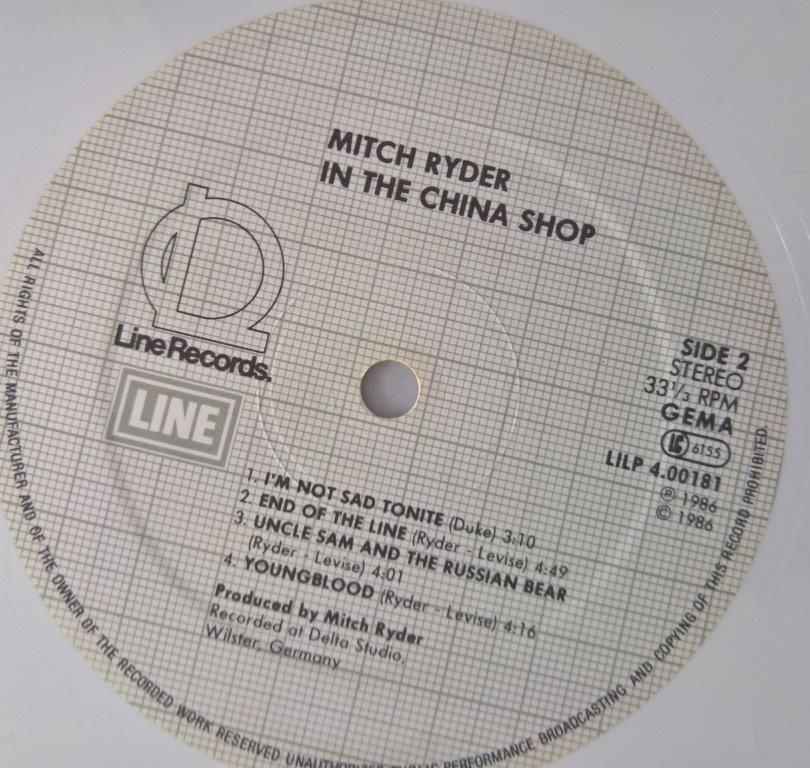 MITCH RYDER
IN THE CHINA SHOP
Line Records.
LINE
SIDE 2
STEREO
33 1/3 RPM
GEMA
LC 6155
LILP 4.00181
Ⓟ 1986
© 1986
1. I'M NOT SAD TONITE (Duke) 3:10
2. END OF THE LINE (Ryder - Levise) 4:49
3. UNCLE SAM AND THE RUSSIAN BEAR
(Ryder - Levise) 4:01
4. YOUNGBLOOD (Ryder - Levise) 4:16
Produced by Mitch Ryder
Recorded at Delta Studio,
Wilster, Germany
ALL RIGHTS OF THE MANUFACTURER AND OF THE OWNER OF THE RECORDED WORK RESERVED UNAUTHORIZED PUBLIC PERFORMANCE BROADCASTING AND COPYING OF THIS RECORD PROHIBITED.